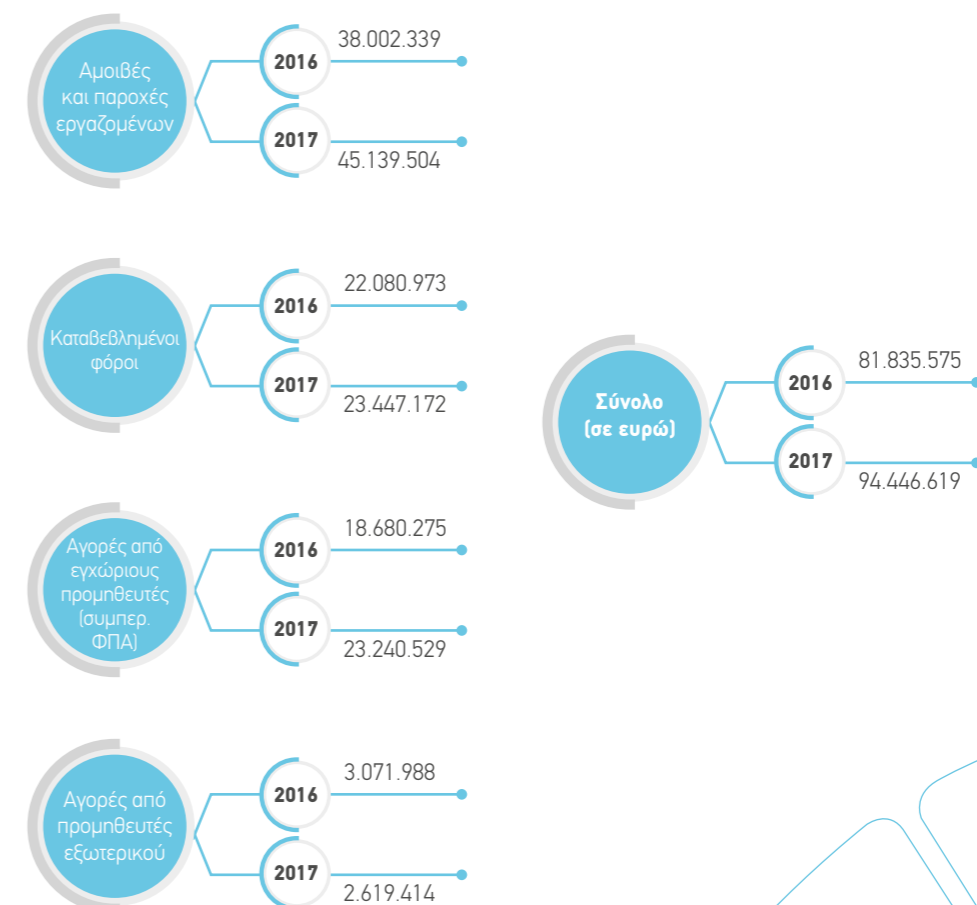 Αμοιβές
και παροχές
εργαζομένων
2016
38.002.339
2017
45.139.504
Καταβεβλημένοι
φόροι
2016
22.080.973
2017
23.447.172
Αγορές από
εγχώριους
προμηθευτές
(συμπερ.
ΦΠΑ)
2016
18.680.275
2017
23.240.529
Αγορές από
προμηθευτές
εξωτερικού
2016
3.071.988
2017
2.619.414
Σύνολο
(σε ευρώ)
2016
81.835.575
2017
94.446.619